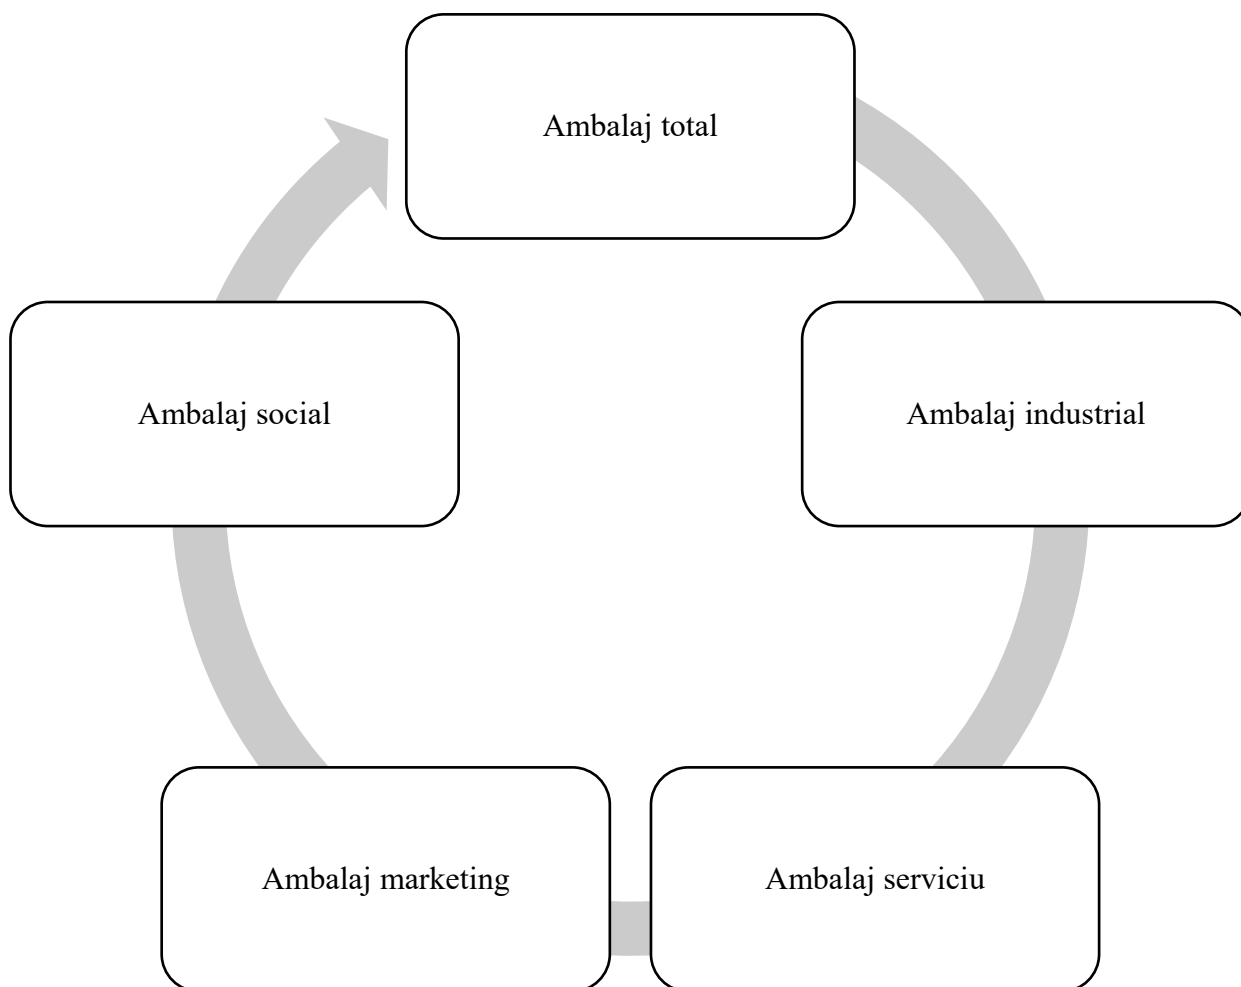 Ambalaj total
Ambalaj social
Ambalaj industrial
Ambalaj marketing
Ambalaj serviciu